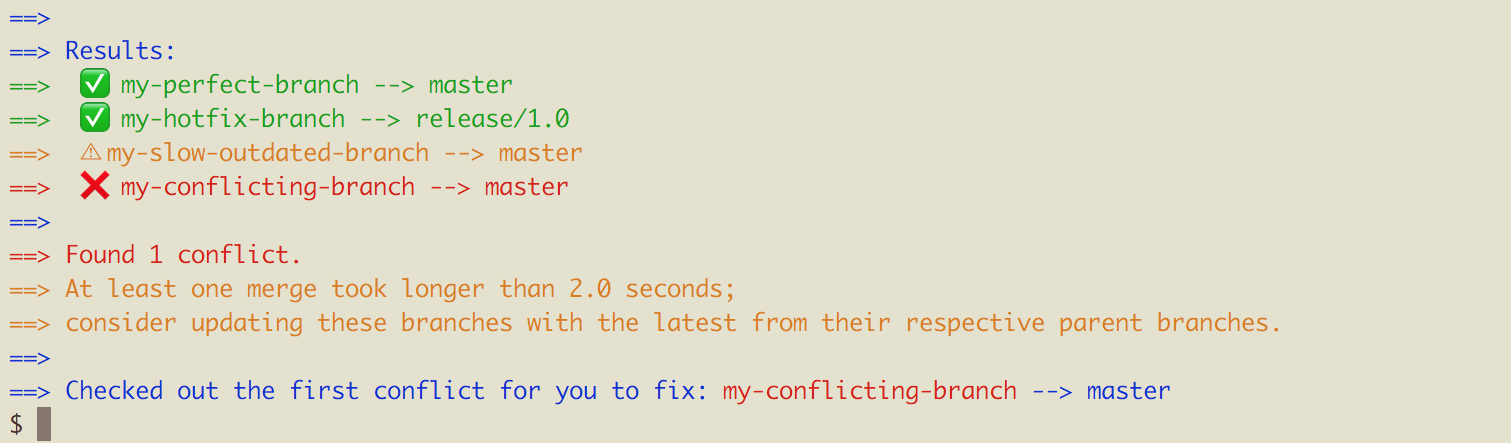 ==>
==> Results:
==> ✅ my-perfect-branch --> master
==> ✅ my-hotfix-branch --> release/1.0
==> ⚠ my-slow-outdated-branch --> master
==> ❌ my-conflicting-branch --> master
==>
==> Found 1 conflict.
==> At least one merge took longer than 2.0 seconds;
==> consider updating these branches with the latest from their respective parent branches.
==>
==> Checked out the first conflict for you to fix: my-conflicting-branch --> master
$